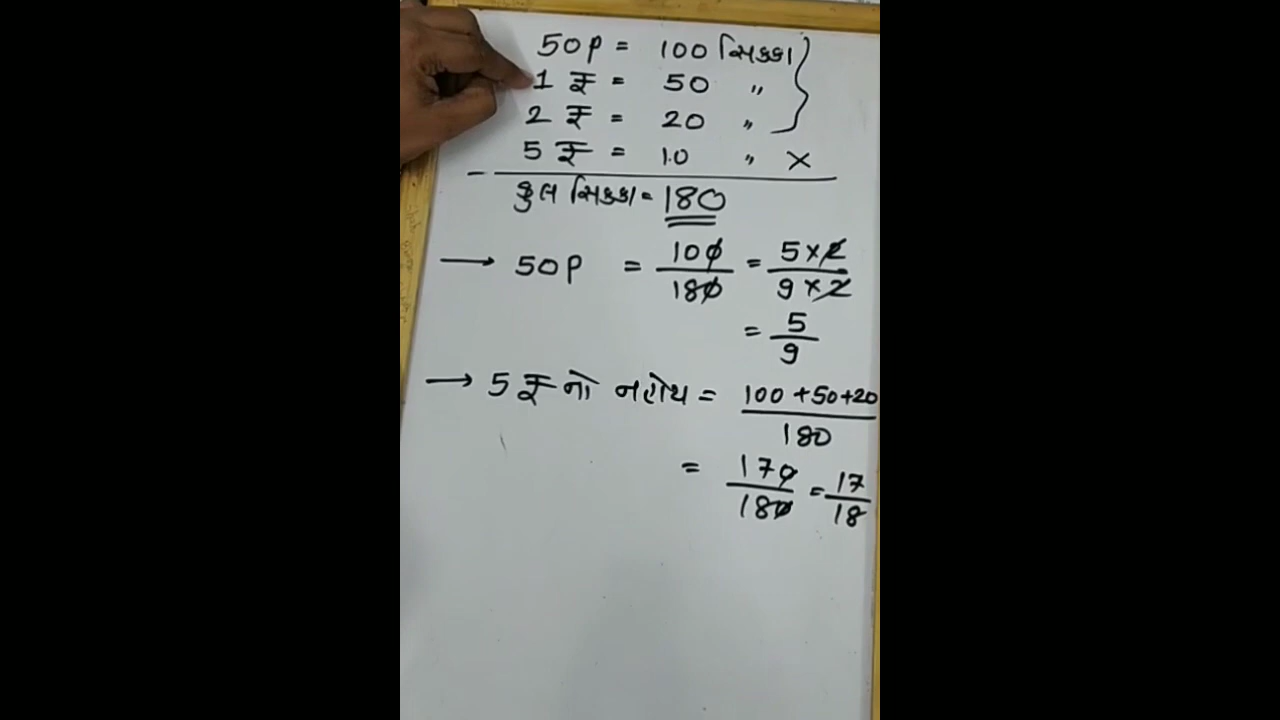 50p = 100 સિક્કા
1 ₹ = 50 "
2 ₹ = 20 "
5 ₹ = 10 " ×
કુલ સિક્કા = 180
→ 50p = 100/180 = 5×2/9×2
= 5/9
→ 5 ₹ નો ન હોય = 100+50+20/180
= 170/180 = 17/18